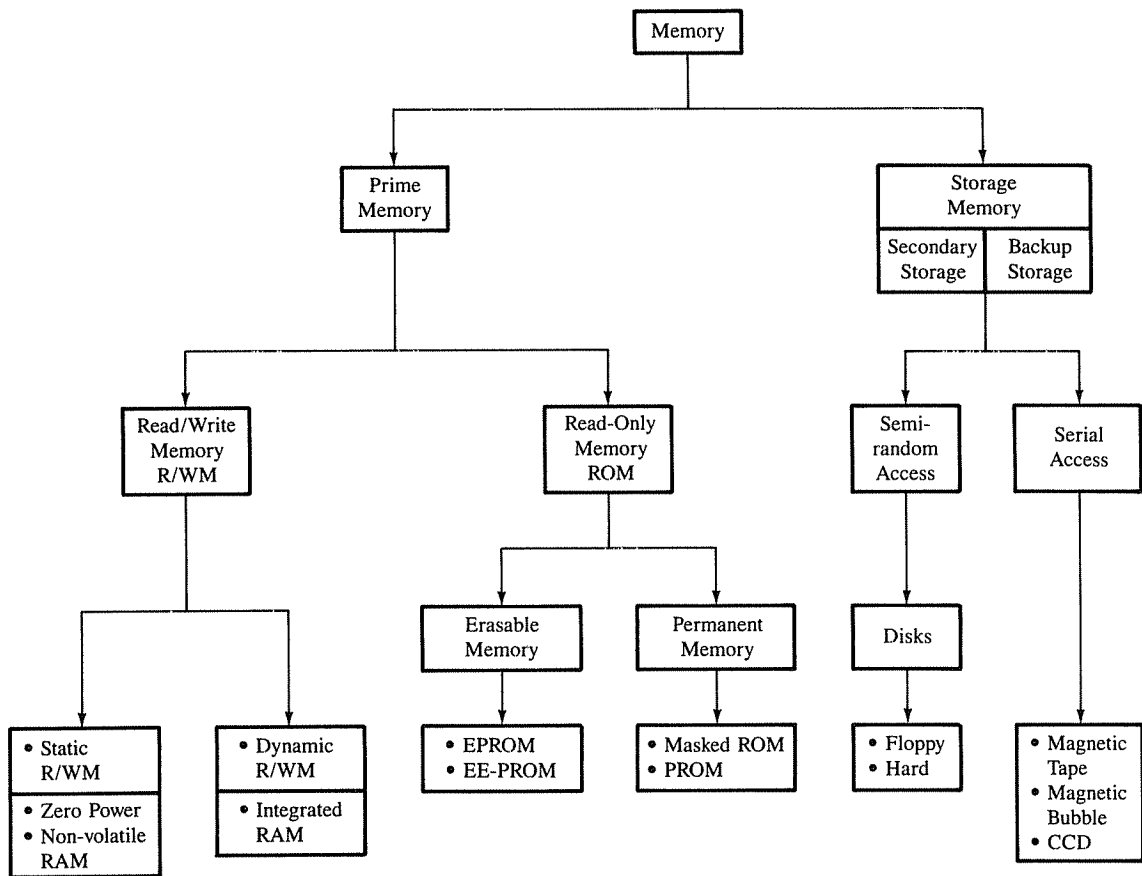 Memory
Prime
Memory
Storage
Memory
Secondary
Storage
Backup
Storage
Read/Write
Memory
R/WM
Read-Only
Memory
ROM
Semi-
random
Access
Serial
Access
Erasable
Memory
Permanent
Memory
Disks
• Static
R/WM
• Zero Power
• Non-volatile
RAM
• Dynamic
R/WM
• Integrated
RAM
• EPROM
• EE-PROM
• Masked ROM
• PROM
• Floppy
• Hard
• Magnetic
Tape
• Magnetic
Bubble
• CCD